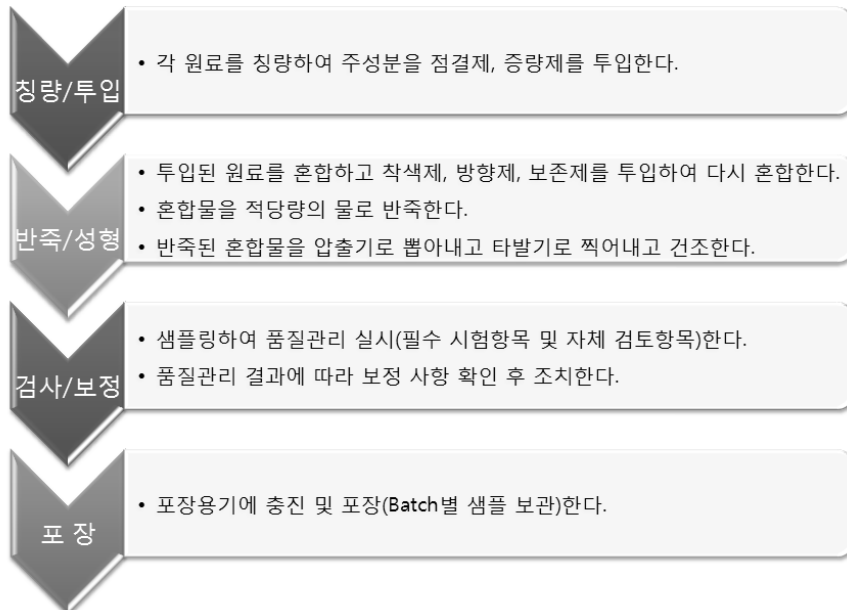 칭량/투입
• 각 원료를 칭량하여 주성분을 점결제, 증량제를 투입한다.
반죽/성형
• 투입된 원료를 혼합하고 착색제, 방향제, 보존제를 투입하여 다시 혼합한다.
• 혼합물을 적당량의 물로 반죽한다.
• 반죽된 혼합물을 압출기로 뽑아내고 타발기로 찍어내고 건조한다.
검사/보정
• 샘플링하여 품질관리 실시(필수 시험항목 및 자체 검토항목)한다.
• 품질관리 결과에 따라 보정 사항 확인 후 조치한다.
포 장
• 포장용기에 충진 및 포장(Batch별 샘플 보관)한다.